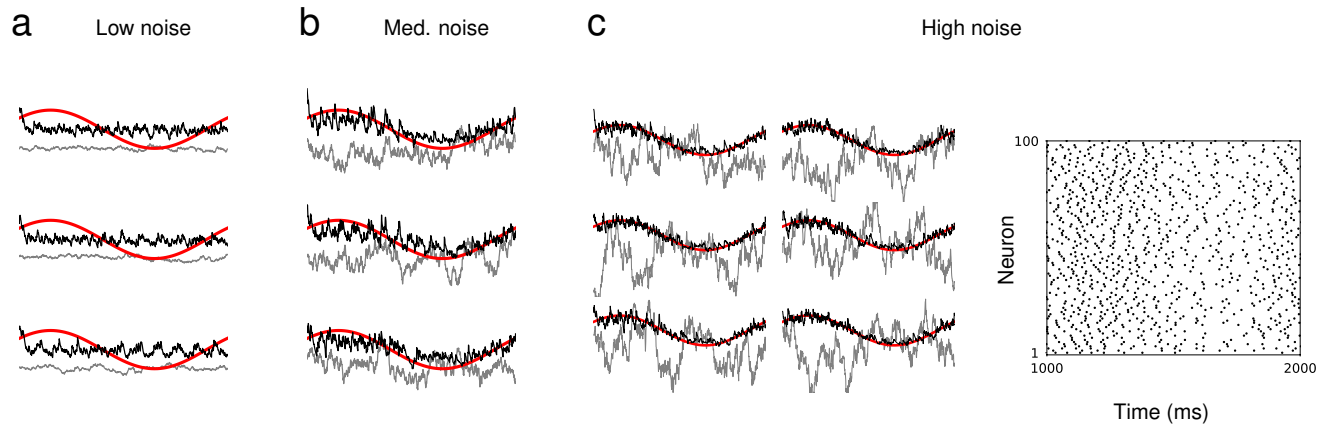 a
Low noise
b
Med. noise
c
High noise
100
Neuron
1
1000
2000
Time (ms)